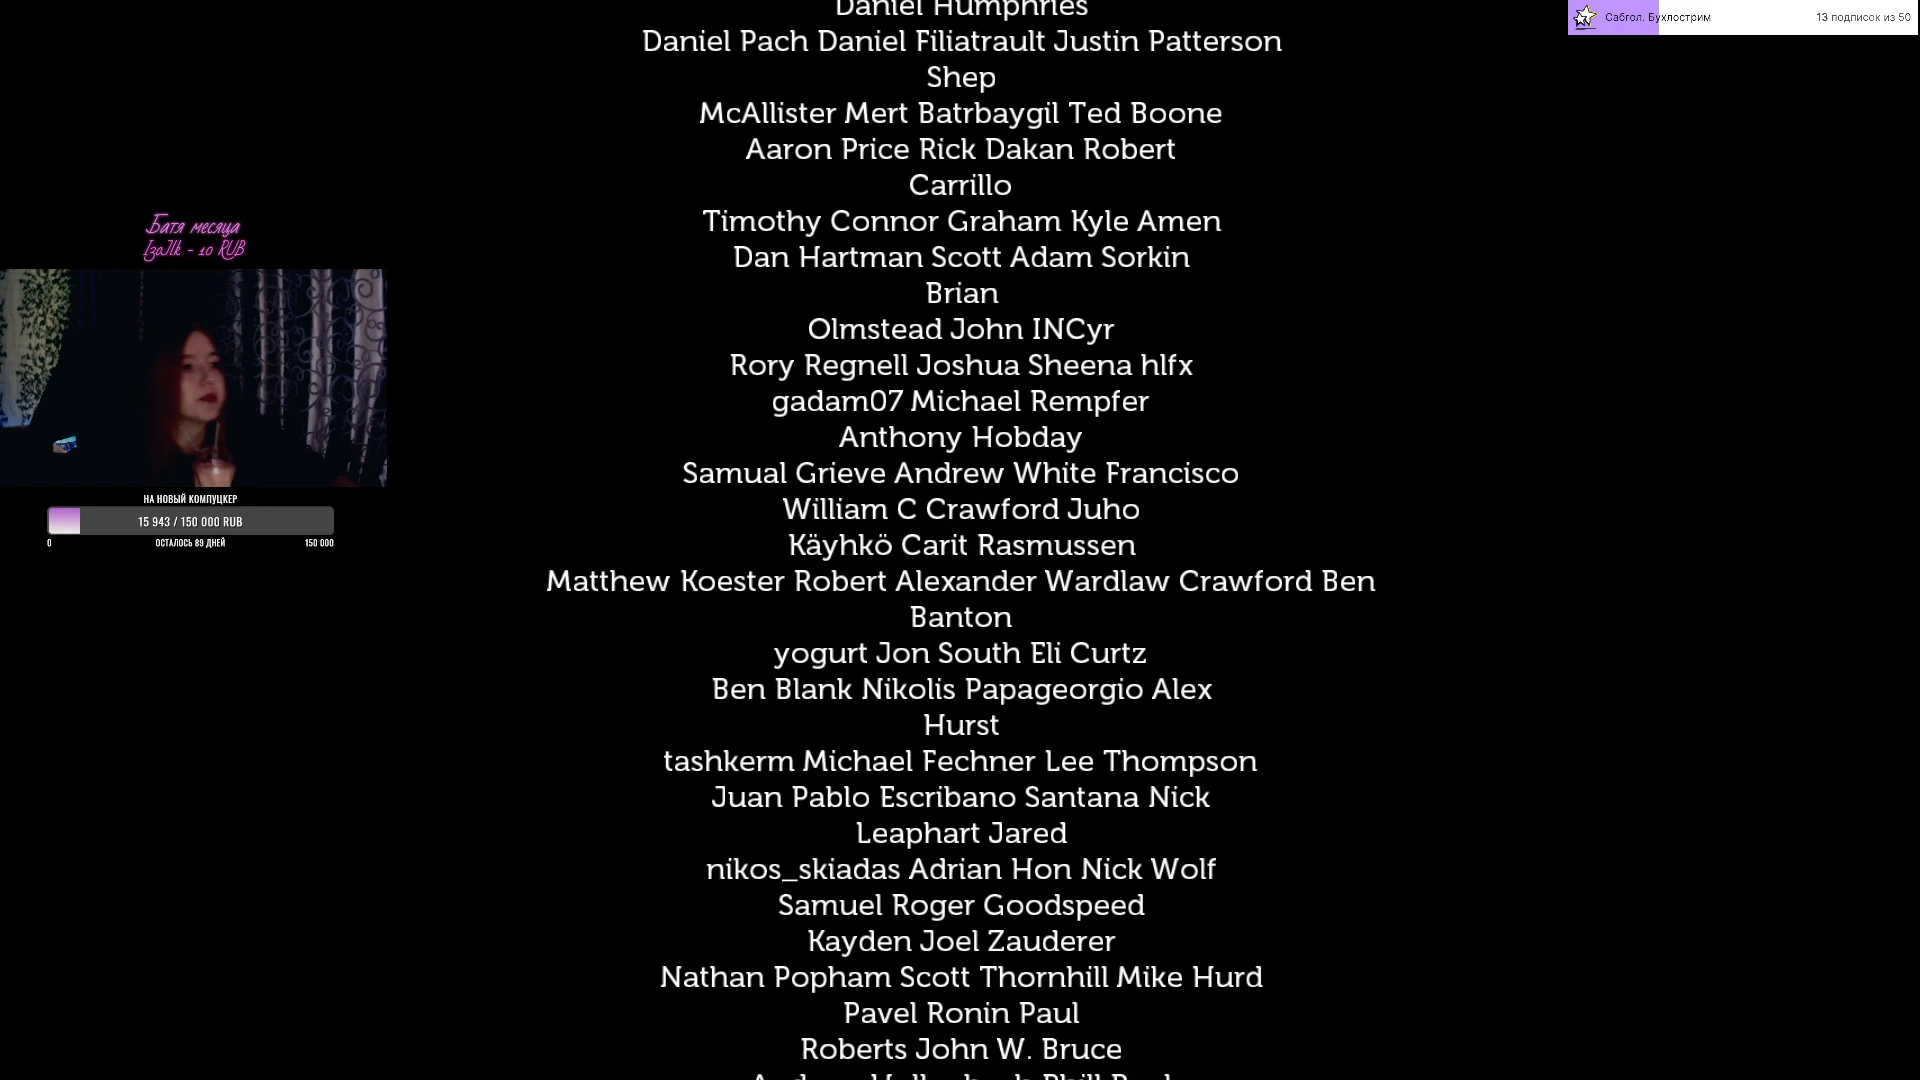 Daniel Humphries
Сабгол. Бухлострим
13 подписок из 50
Daniel Pach Daniel Filiatrault Justin Patterson
Shep
McAllister Mert Batrbaygil Ted Boone
Aaron Price Rick Dakan Robert
Carrillo
Timothy Connor Graham Kyle Amen
Dan Hartman Scott Adam Sorkin
Brian
Olmstead John INCyr
Rory Regnell Joshua Sheena hlfx
gadam07 Michael Rempfer
Anthony Hobday
Samual Grieve Andrew White Francisco
William C Crawford Juho
Käyhkö Carit Rasmussen
Matthew Koester Robert Alexander Wardlaw Crawford Ben
Banton
yogurt Jon South Eli Curtz
Ben Blank Nikolis Papageorgio Alex
Hurst
tashkerm Michael Fechner Lee Thompson
Juan Pablo Escribano Santana Nick
Leaphart Jared
nikos_skiadas Adrian Hon Nick Wolf
Samuel Roger Goodspeed
Kayden Joel Zauderer
Nathan Popham Scott Thornhill Mike Hurd
Pavel Ronin Paul
Roberts John W. Bruce
Батя месяца
IzaJlk - 10 RUB
НА НОВЫЙ КОМПУЦКЕР
15 943 / 150 000 RUB
0
ОСТАЛОСЬ 89 ДНЕЙ
150 000